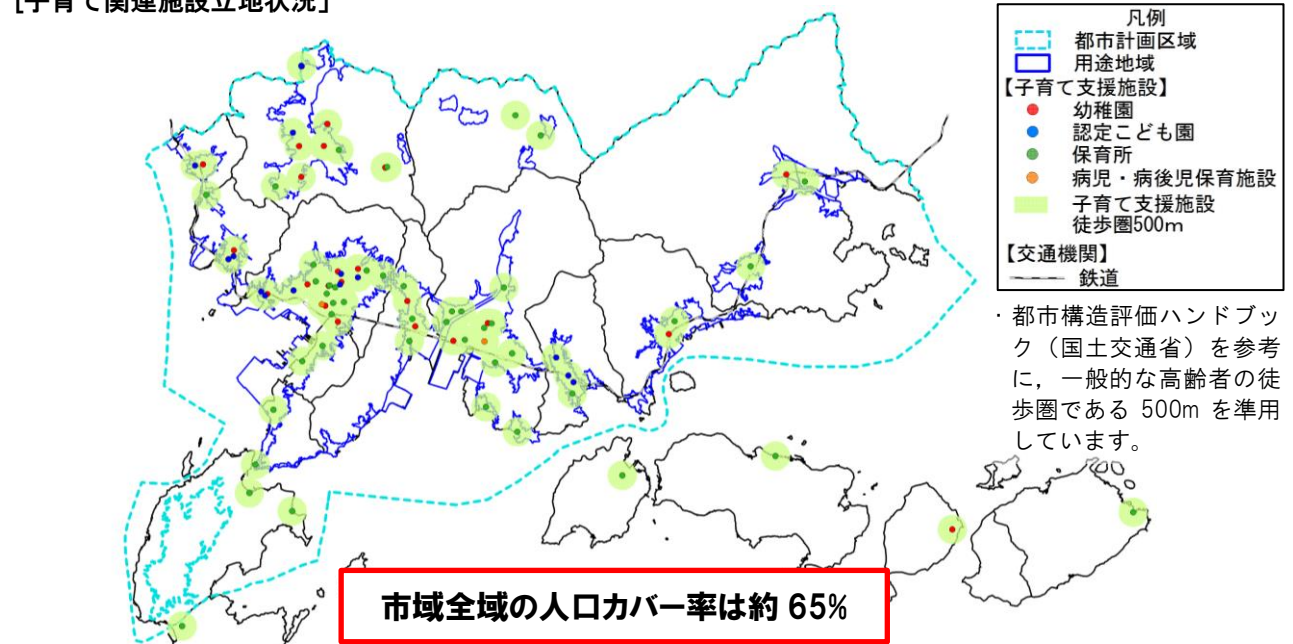 [子育て関連施設立地状況]
凡例
都市計画区域
用途地域
【子育て支援施設】
幼稚園
認定こども園
保育所
病児・病後児保育施設
子育て支援施設
徒歩圏500m
【交通機関】
鉄道
・都市構造評価ハンドブッ
ク（国土交通省）を参考
に，一般的な高齢者の徒
歩圏である 500m を準用
しています。
市域全域の人口カバー率は約 65%